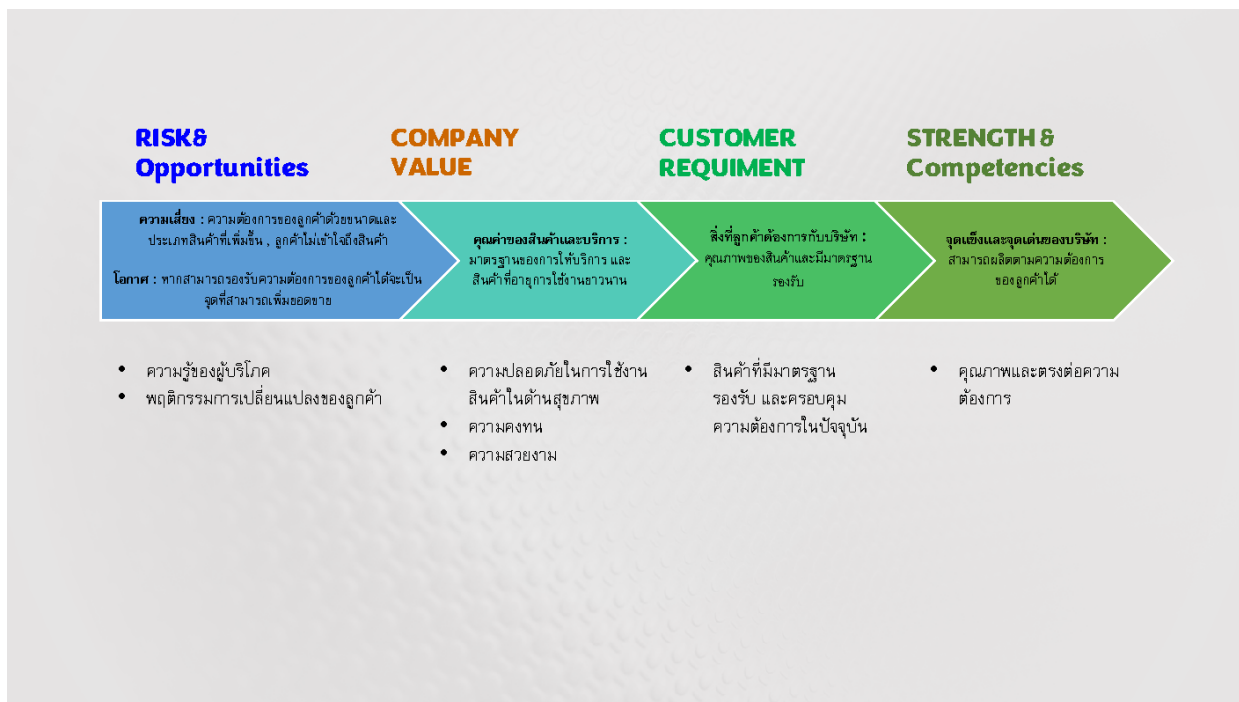 RISK&
Opportunities
COMPANY
VALUE
CUSTOMER
REQUIMENT
STRENGTH &
Competencies
ความเสี่ยง : ความต้องการของลูกค้าด้วยขนาดและ
ประเภทสินค้าที่เพิ่มขึ้น , ลูกค้าไม่เข้าใจถึงสินค้า
โอกาศ : หากสามารถรองรับความต้องการของลูกค้าได้จะเป็น
จุดที่สามารถเพิ่มยอดขาย
คุณค่าของสินค้าและบริการ :
มาตรฐานของการให้บริการ และ
สินค้าที่อายุการใช้งานยาวนาน
สิ่งที่ลูกค้าต้องการกับบริษัท :
คุณภาพของสินค้าและมีมาตรฐาน
รองรับ
จุดแข็งและจุดเด่นของบริษัท :
สามารถผลิตตามความต้องการ
ของลูกค้าได้
• ความรู้ของผู้บริโภค
• พฤติกรรมการเปลี่ยนแปลงของลูกค้า
• ความปลอดภัยในการใช้งาน
สินค้าในด้านสุขภาพ
• ความคงทน
• ความสวยงาม
• สินค้าที่มีมาตรฐาน
รองรับ และครอบคุม
ความต้องการในปัจจุบัน
• คุณภาพและตรงต่อความ
ต้องการ